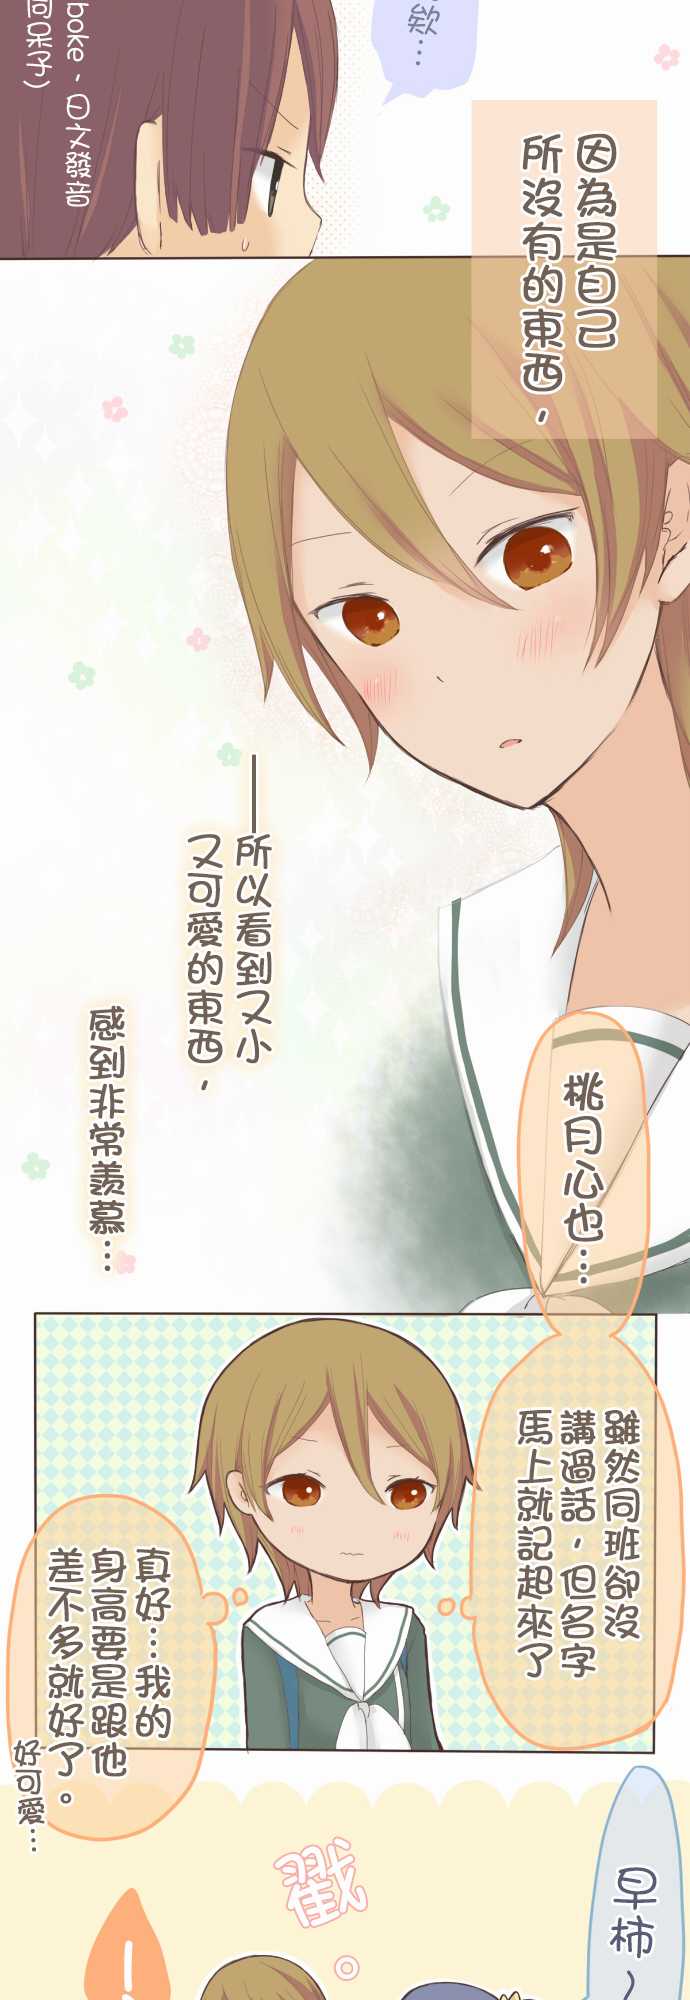 欸…
boke，日文發音
同呆子）
因為是自己
所沒有的東西，
──所以看到又小
又可愛的東西，
感到非常羨慕…
桃月心也…
雖然同班卻沒
講過話，但名字
馬上就記起來了
真好…我的
身高要是跟他
差不多就好了。
好可愛…
戳
！
早柿～